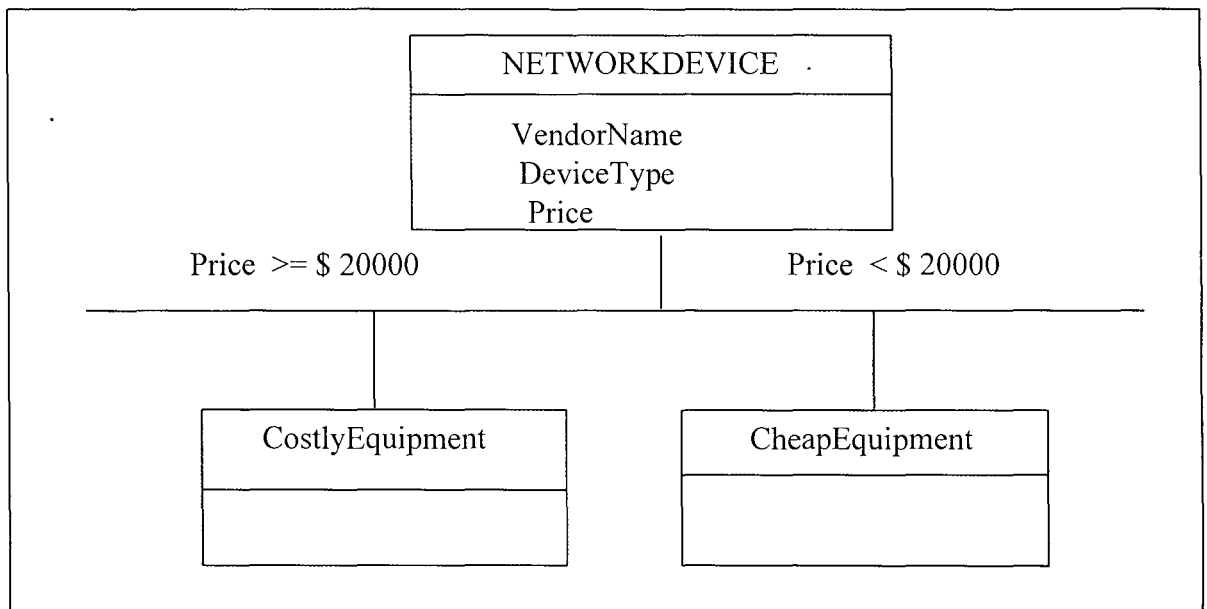 NETWORKDEVICE
VendorName
DeviceType
Price
Price >= $ 20000
Price < $ 20000
CostlyEquipment
CheapEquipment